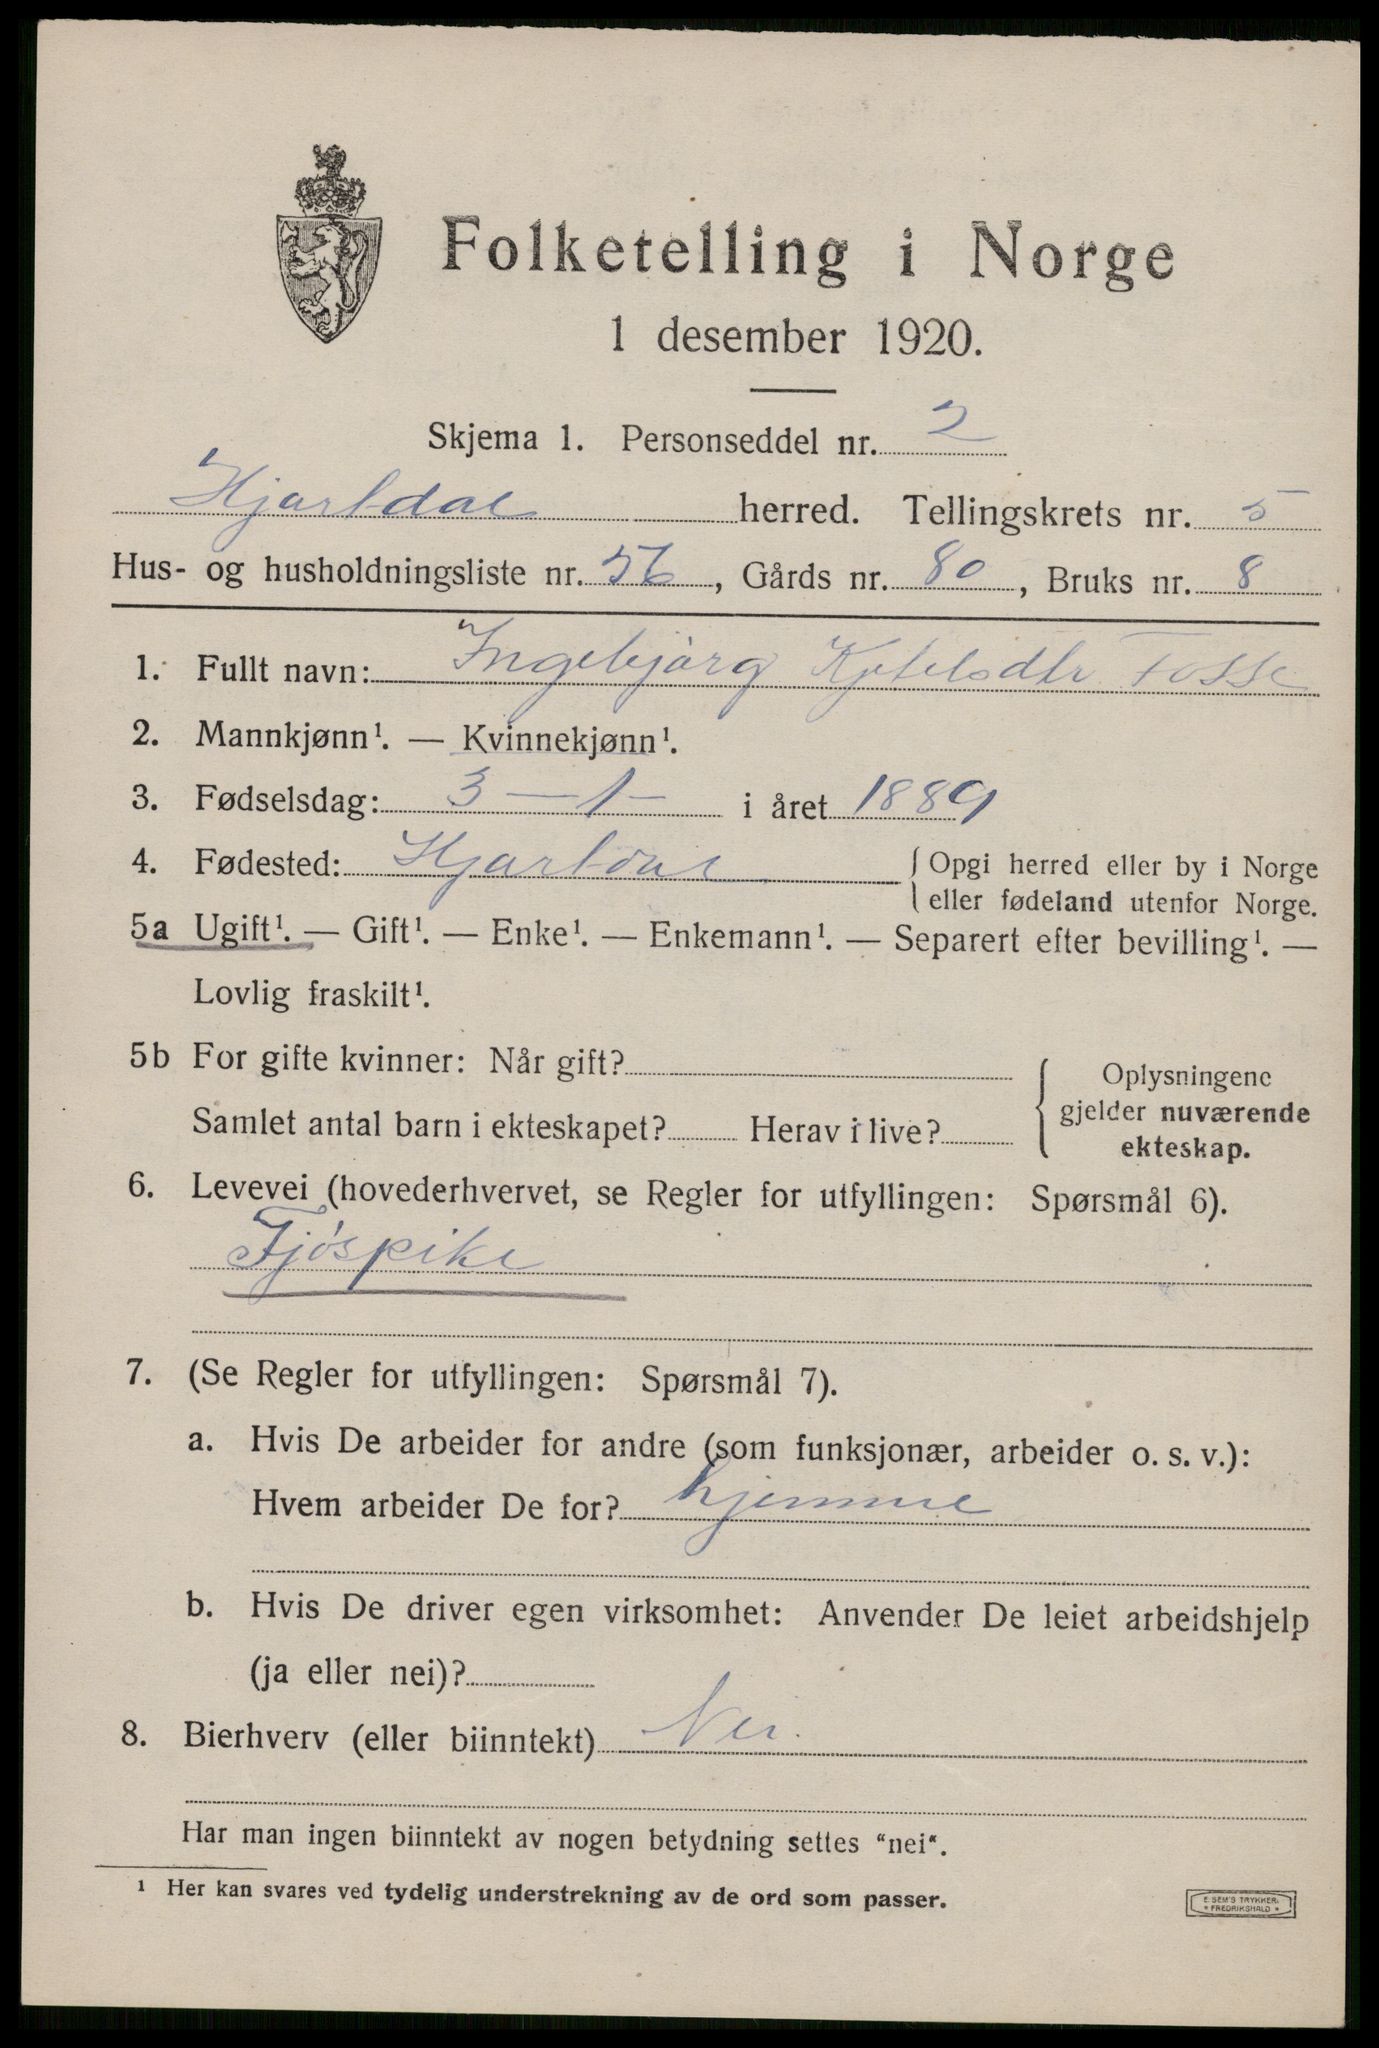 Folketelling i Norge
1 desember 1920.
Skjema 1. Personseddel nr. 2
Hjartdal herred. Tellingskrets nr. 5
Hus- og husholdningsliste nr. 56, Gårds nr. 80, Bruks nr. 8
1. Fullt navn: Ingebjørg Kjetelsdtr Fosse
2. Mannkjønn¹. — Kvinnekjønn¹.
3. Fødselsdag: 3 – 1 – i året 1889
4. Fødested: Hjartdal { Opgi herred eller by i Norge
eller fødeland utenfor Norge.
5a Ugift¹. — Gift¹. — Enke¹. — Enkemann¹. — Separert efter bevilling¹. —
Lovlig fraskilt¹.
5b For gifte kvinner: Når gift?
Samlet antal barn i ekteskapet? Herav i live?
Oplysningene
gjelder nuværende
ekteskap.
6. Levevei (hovederhvervet, se Regler for utfyllingen: Spørsmål 6).
Fjøspike
7. (Se Regler for utfyllingen: Spørsmål 7).
a. Hvis De arbeider for andre (som funksjonær, arbeider o. s. v.):
Hvem arbeider De for? hjemme
b. Hvis De driver egen virksomhet: Anvender De leiet arbeidshjelp
(ja eller nei)?
8. Bierhverv (eller biinntekt) Nei.
Har man ingen biinntekt av nogen betydning settes "nei".
¹ Her kan svares ved tydelig understrekning av de ord som passer.
E. SEM'S TRYKKERI
* FREDRIKSHALD *